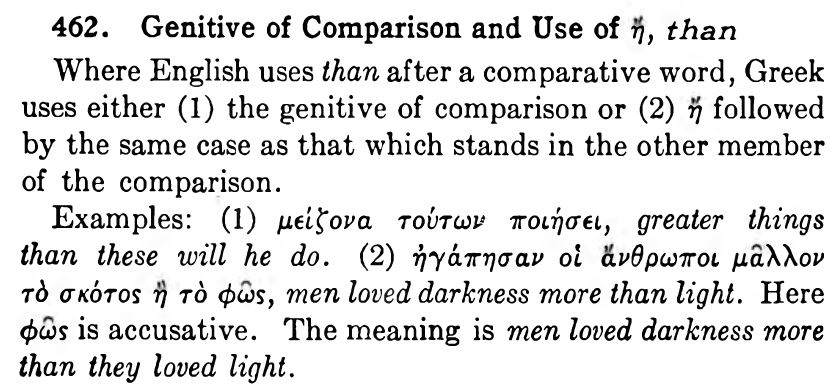 462. Genitive of Comparison and Use of ἤ, than
Where English uses than after a comparative word, Greek
uses either (1) the genitive of comparison or (2) ἤ followed
by the same case as that which stands in the other member
of the comparison.
Examples: (1) μείζονα τούτων ποιήσει, greater things
than these will he do. (2) ἠγάπησαν οἱ ἄνθρωποι μᾶλλον
τὸ σκότος ἢ τὸ φῶς, men loved darkness more than light. Here
φῶς is accusative. The meaning is men loved darkness more
than they loved light.